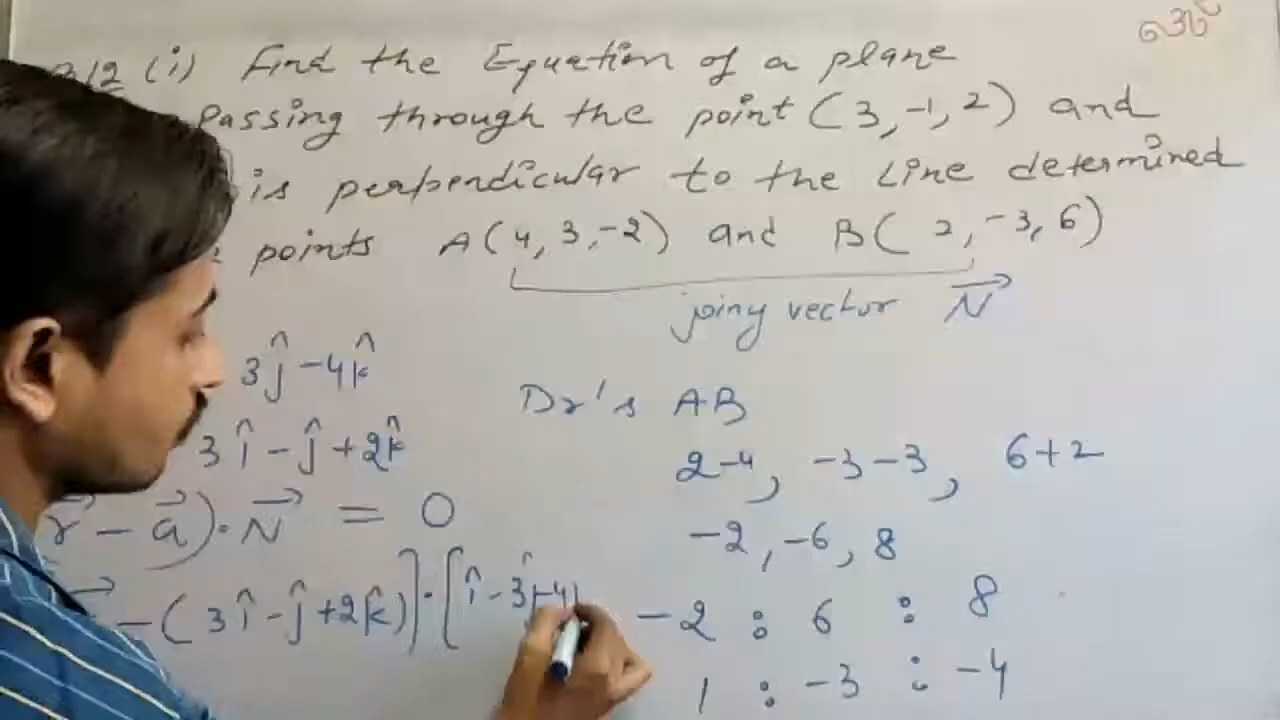 12 (i) Find the Equation of a plane
Passing through the point (3,-1,2) and
is perpendicular to the Line determined
points A(4,3,-2) and B(2,-3,6)
joiny vector N⃗
3ĵ -4k̂
Dr's AB
3î - ĵ +2k̂
2-4, -3-3, 6+2
r⃗ - a⃗)·N⃗ = 0
-2, -6, 8
-(3î - ĵ +2k̂)]·[î -3ĵ-4
-2 : 6 : 8
1 : -3 : -4